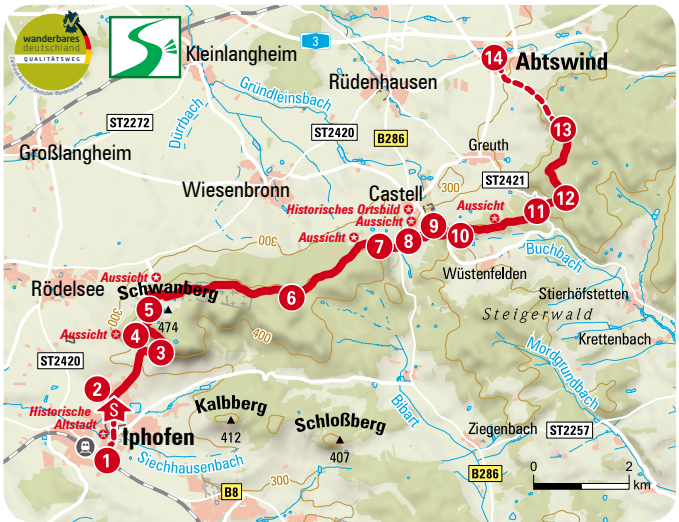 wanderbares
deutschland
QUALITÄTSWEG
3
Kleinlangheim
14
Abtswind
Rüdenhausen
Gründleinsbach
ST2272
Dürrbach
ST2420
B286
13
Großlangheim
Greuth
Wiesenbronn
ST2421
Castell
300
Historisches Ortsbild
Aussicht
Aussicht
12
11
9
10
8
7
Aussicht
300
Buchbach
Wüstenfelden
Aussicht
Rödelsee
Schwanberg
6
Stierhöfstetten
Steigerwald
5
474
300
4
Aussicht
3
400
Krettenbach
ST2420
Mordgrundbach
2
S
Kalbberg
412
Bibart
Historische
Altstadt
Schloßberg
407
Iphofen
Ziegenbach
ST2257
1
Siechhausenbach
B286
300
B8
0
2
km